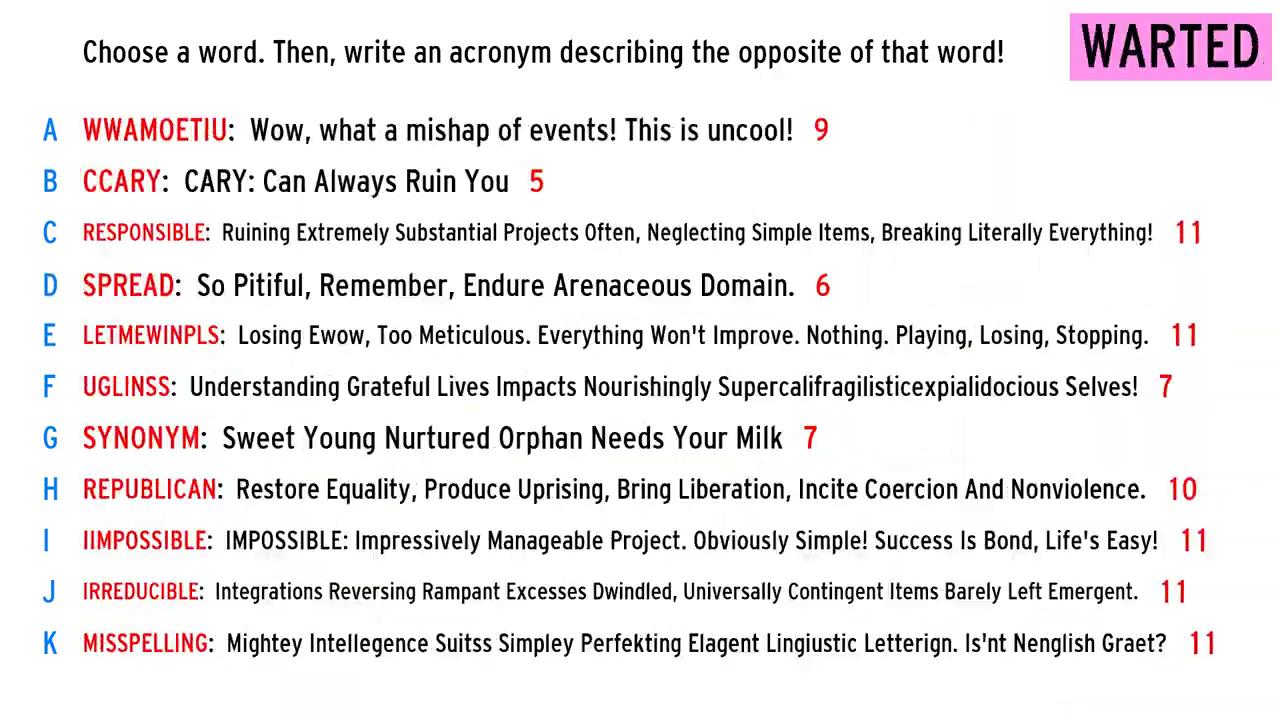 Choose a word. Then, write an acronym describing the opposite of that word!
WARTED
A WWAMOETIU: Wow, what a mishap of events! This is uncool! 9
B CCARY: CARY: Can Always Ruin You 5
C RESPONSIBLE: Ruining Extremely Substantial Projects Often, Neglecting Simple Items, Breaking Literally Everything! 11
D SPREAD: So Pitiful, Remember, Endure Arenaceous Domain. 6
E LETMEWINPLS: Losing Ewow, Too Meticulous. Everything Won't Improve. Nothing. Playing, Losing, Stopping. 11
F UGLINSS: Understanding Grateful Lives Impacts Nourishingly Supercalifragilisticexpialidocious Selves! 7
G SYNONYM: Sweet Young Nurtured Orphan Needs Your Milk 7
H REPUBLICAN: Restore Equality, Produce Uprising, Bring Liberation, Incite Coercion And Nonviolence. 10
I IIMPOSSIBLE: IMPOSSIBLE: Impressively Manageable Project. Obviously Simple! Success Is Bond, Life's Easy! 11
J IRREDUCIBLE: Integrations Reversing Rampant Excesses Dwindled, Universally Contingent Items Barely Left Emergent. 11
K MISSPELLING: Mightey Intellegence Suitss Simpley Perfekting Elagent Lingiustic Letterign. Is'nt Nenglish Graet? 11